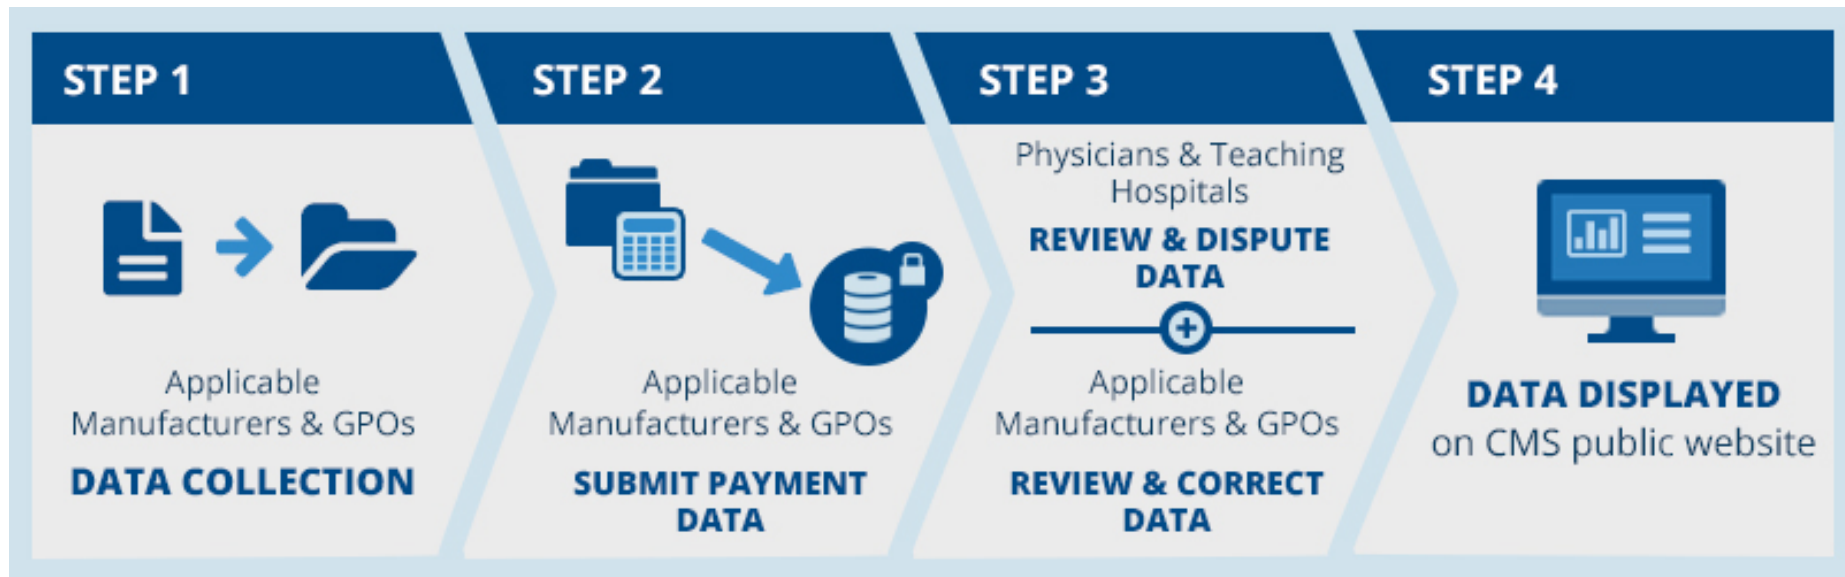 STEP 1
Applicable
Manufacturers & GPOs
DATA COLLECTION
STEP 2
Applicable
Manufacturers & GPOs
SUBMIT PAYMENT
DATA
STEP 3
Physicians & Teaching
Hospitals
REVIEW & DISPUTE
DATA
Applicable
Manufacturers & GPOs
REVIEW & CORRECT
DATA
STEP 4
DATA DISPLAYED
on CMS public website